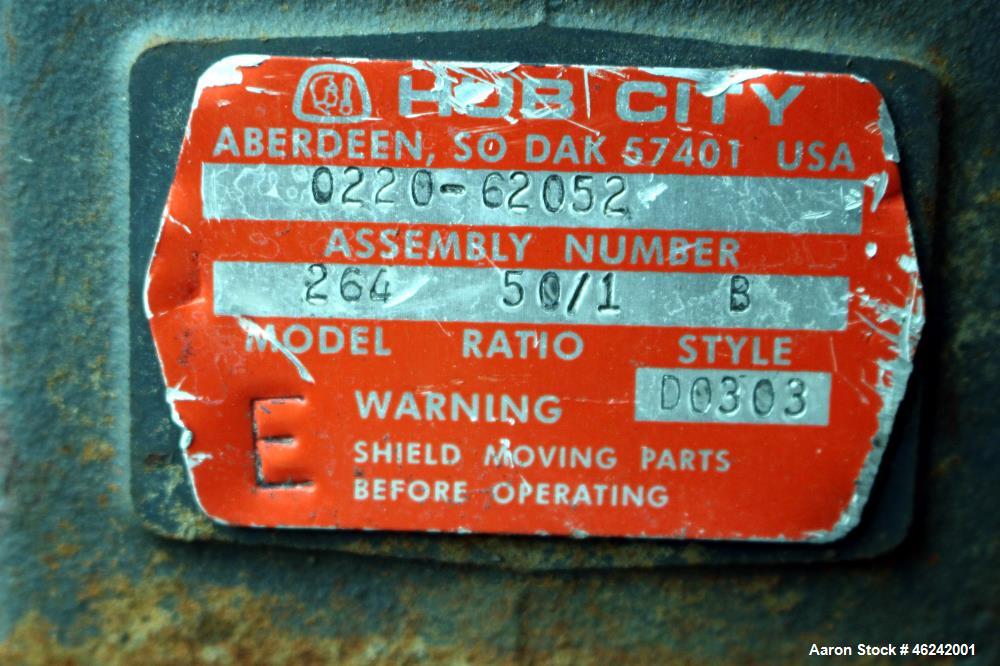 HUB CITY
ABERDEEN, SO DAK 57401 USA
0220-62052
ASSEMBLY NUMBER
264 50/1 B
MODEL RATIO STYLE
D0303
E
WARNING
SHIELD MOVING PARTS
BEFORE OPERATING
Aaron Stock # 46242001